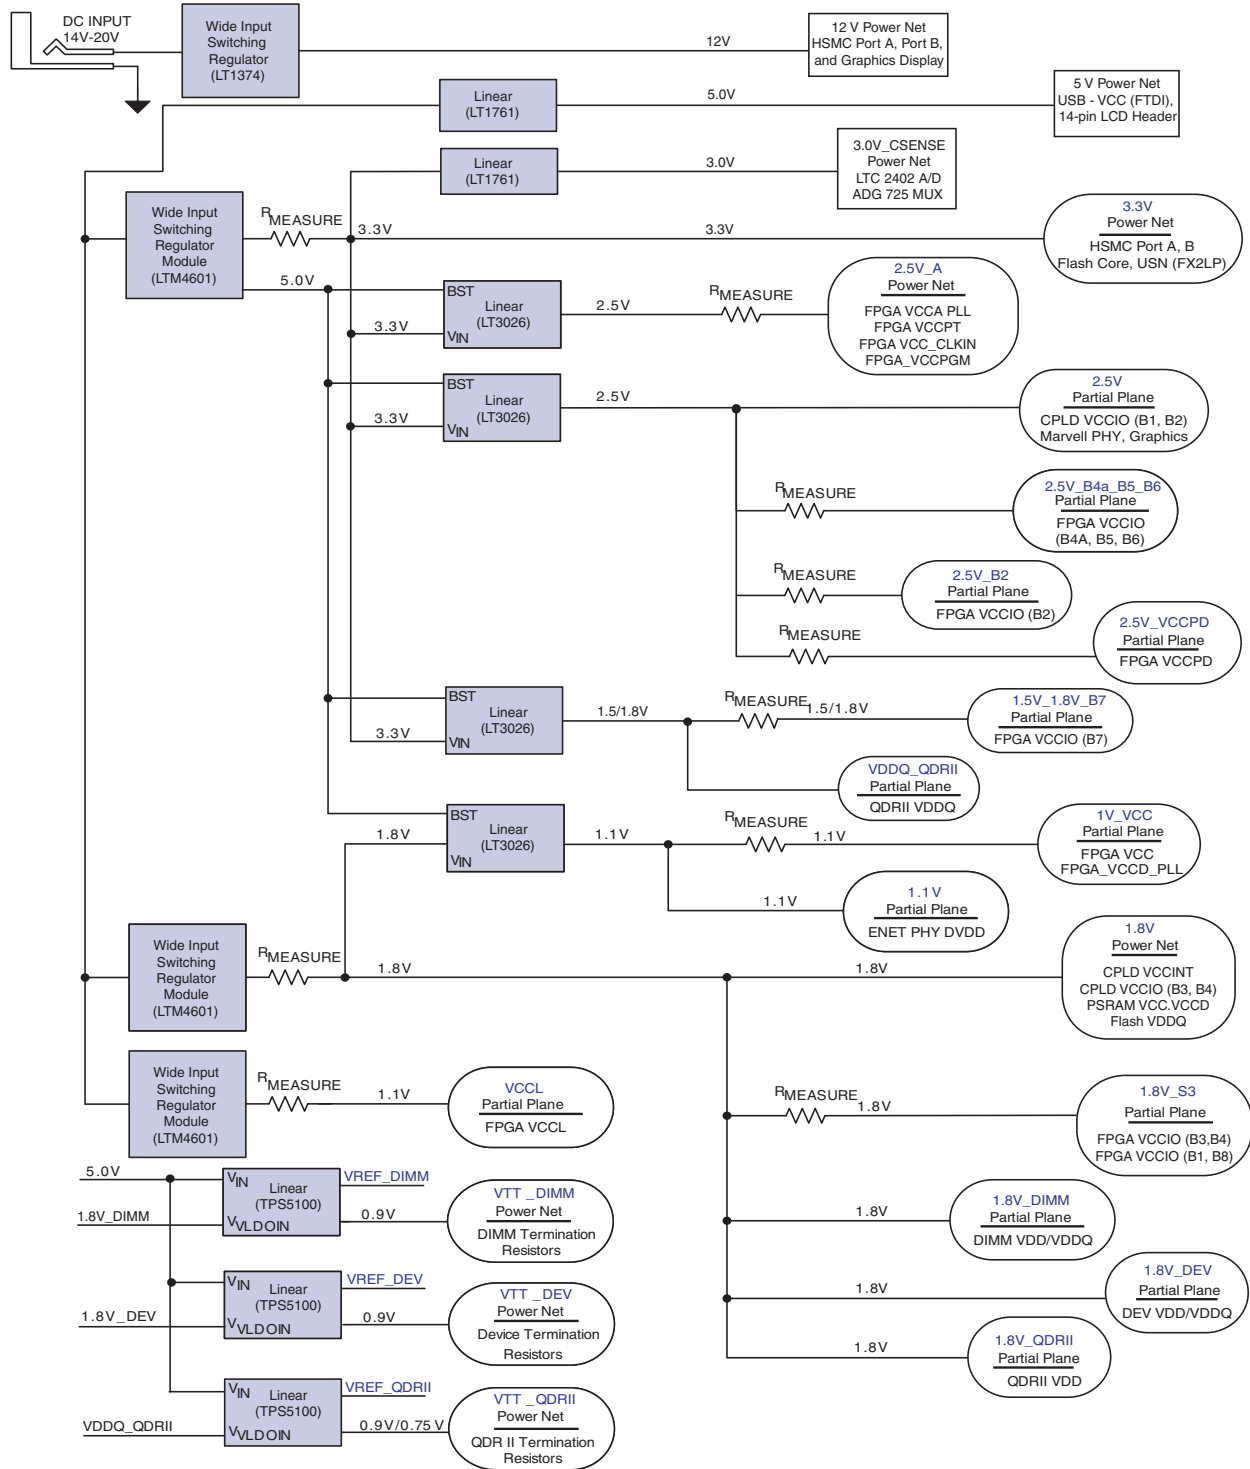 DC INPUT
14V-20V
Wide Input
Switching
Regulator
(LT1374)
12V
12 V Power Net
HSMC Port A, Port B,
and Graphics Display
Linear
(LT1761)
5.0V
5 V Power Net
USB - VCC (FTDI),
14-pin LCD Header
Linear
(LT1761)
3.0V
3.0V_CSENSE
Power Net
LTC 2402 A/D
ADG 725 MUX
Wide Input
Switching
Regulator
Module
(LTM4601)
RMEASURE
3.3V
3.3V
3.3V
Power Net
HSMC Port A, B
Flash Core, USN (FX2LP)
5.0V
BST
Linear
(LT3026)
VIN
3.3V
2.5V
RMEASURE
2.5V_A
Power Net
FPGA VCCA PLL
FPGA VCCPT
FPGA VCC_CLKIN
FPGA_VCCPGM
BST
Linear
(LT3026)
VIN
3.3V
2.5V
2.5V
Partial Plane
CPLD VCCIO (B1, B2)
Marvell PHY, Graphics
RMEASURE
2.5V_B4a_B5_B6
Partial Plane
FPGA VCCIO
(B4A, B5, B6)
RMEASURE
2.5V_B2
Partial Plane
FPGA VCCIO (B2)
RMEASURE
2.5V_VCCPD
Partial Plane
FPGA VCCPD
BST
Linear
(LT3026)
VIN
3.3V
1.5/1.8V
RMEASURE
1.5/1.8V
1.5V_1.8V_B7
Partial Plane
FPGA VCCIO (B7)
VDDQ_QDRII
Partial Plane
QDRII VDDQ
BST
Linear
(LT3026)
VIN
1.8V
1.1V
RMEASURE
1.1V
1V_VCC
Partial Plane
FPGA VCC
FPGA_VCCD_PLL
1.1V
1.1V
Partial Plane
ENET PHY DVDD
Wide Input
Switching
Regulator
Module
(LTM4601)
RMEASURE
1.8V
1.8V
1.8V
Power Net
CPLD VCCINT
CPLD VCCIO (B3, B4)
PSRAM VCC.VCCD
Flash VDDQ
Wide Input
Switching
Regulator
Module
(LTM4601)
RMEASURE
1.1V
VCCL
Partial Plane
FPGA VCCL
RMEASURE
1.8V
1.8V_S3
Partial Plane
FPGA VCCIO (B3,B4)
FPGA VCCIO (B1, B8)
5.0V
VIN
Linear
(TPS5100)
VVLDOIN
1.8V_DIMM
VREF_DIMM
0.9V
VTT _DIMM
Power Net
DIMM Termination
Resistors
1.8V
1.8V_DIMM
Partial Plane
DIMM VDD/VDDQ
VIN
Linear
(TPS5100)
VVLDOIN
1.8V_DEV
VREF_DEV
0.9V
VTT _DEV
Power Net
Device Termination
Resistors
1.8V
1.8V_DEV
Partial Plane
DEV VDD/VDDQ
1.8V
1.8V_QDRII
Partial Plane
QDRII VDD
VIN
Linear
(TPS5100)
VVLDOIN
VDDQ_QDRII
VREF_QDRII
0.9V/0.75 V
VTT _QDRII
Power Net
QDR II Termination
Resistors